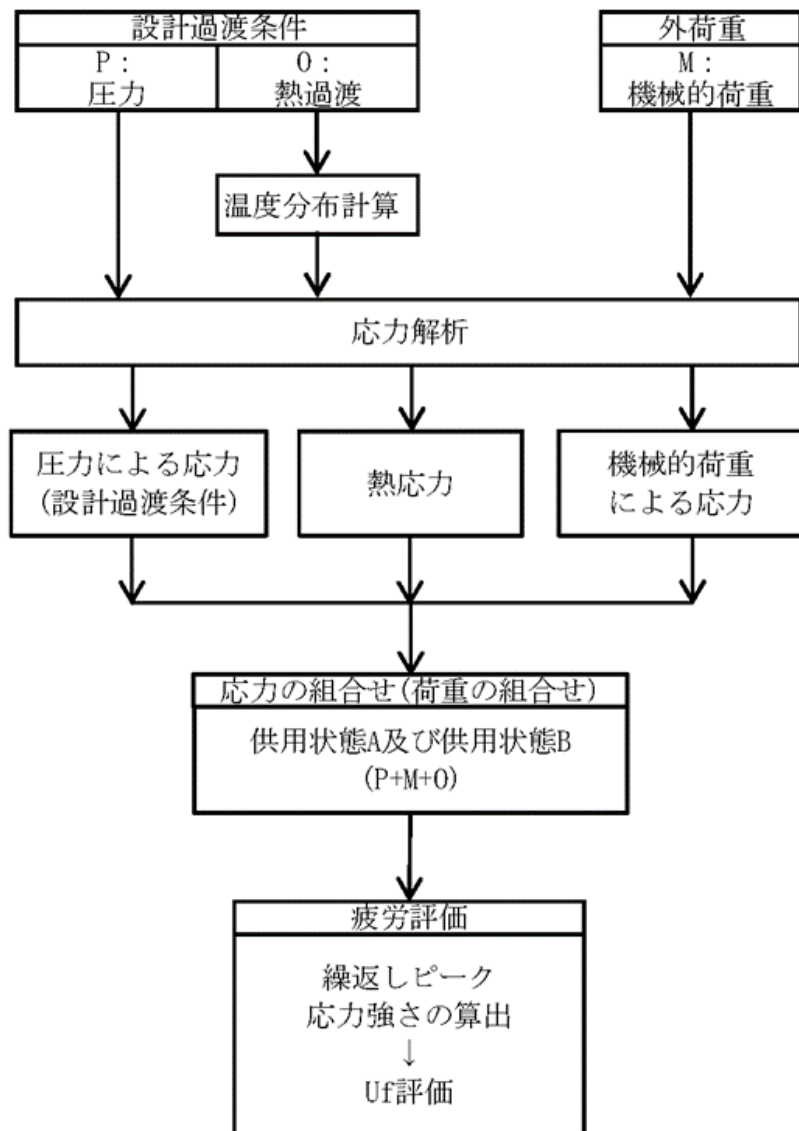 設計過渡条件
P：
圧力
O：
熱過渡
外荷重
M：
機械的荷重
温度分布計算
応力解析
圧力による応力
(設計過渡条件)
熱応力
機械的荷重
による応力
応力の組合せ(荷重の組合せ)
供用状態A及び供用状態B
(P+M+O)
疲労評価
繰返しピーク
応力強さの算出
↓
Uf評価